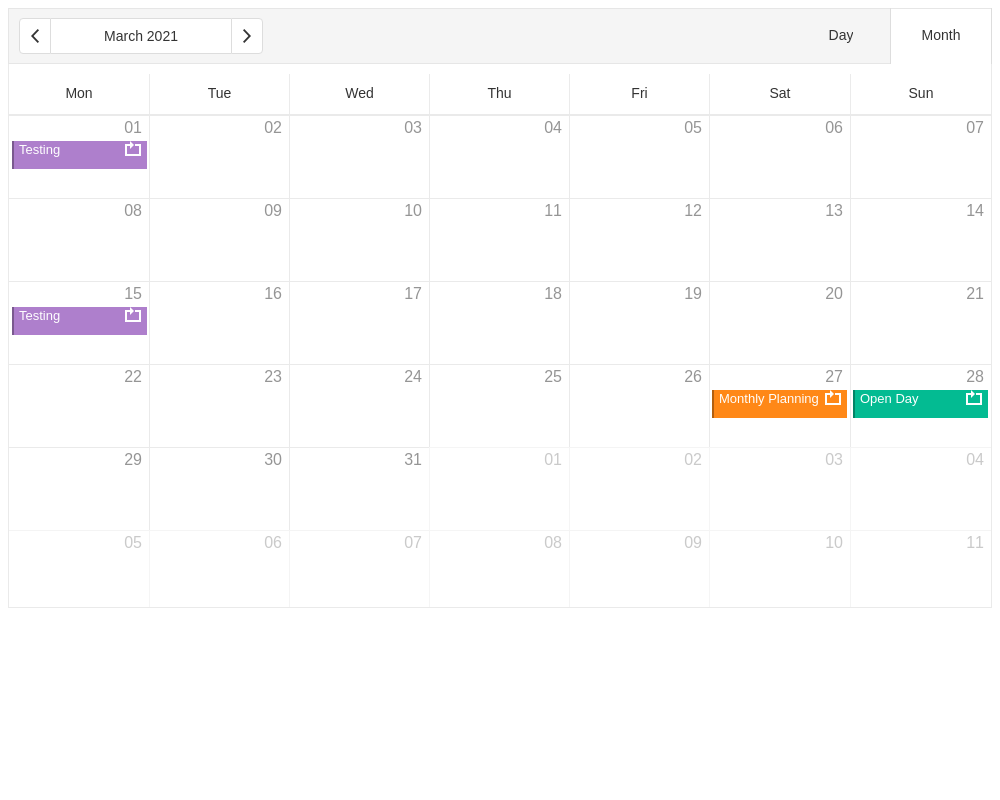 March 2021 Day Month
Mon Tue Wed Thu Fri Sat Sun
01 02 03 04 05 06 07
Testing
08 09 10 11 12 13 14
15 16 17 18 19 20 21
Testing
22 23 24 25 26 27 28
Monthly Planning Open Day
29 30 31 01 02 03 04
05 06 07 08 09 10 11